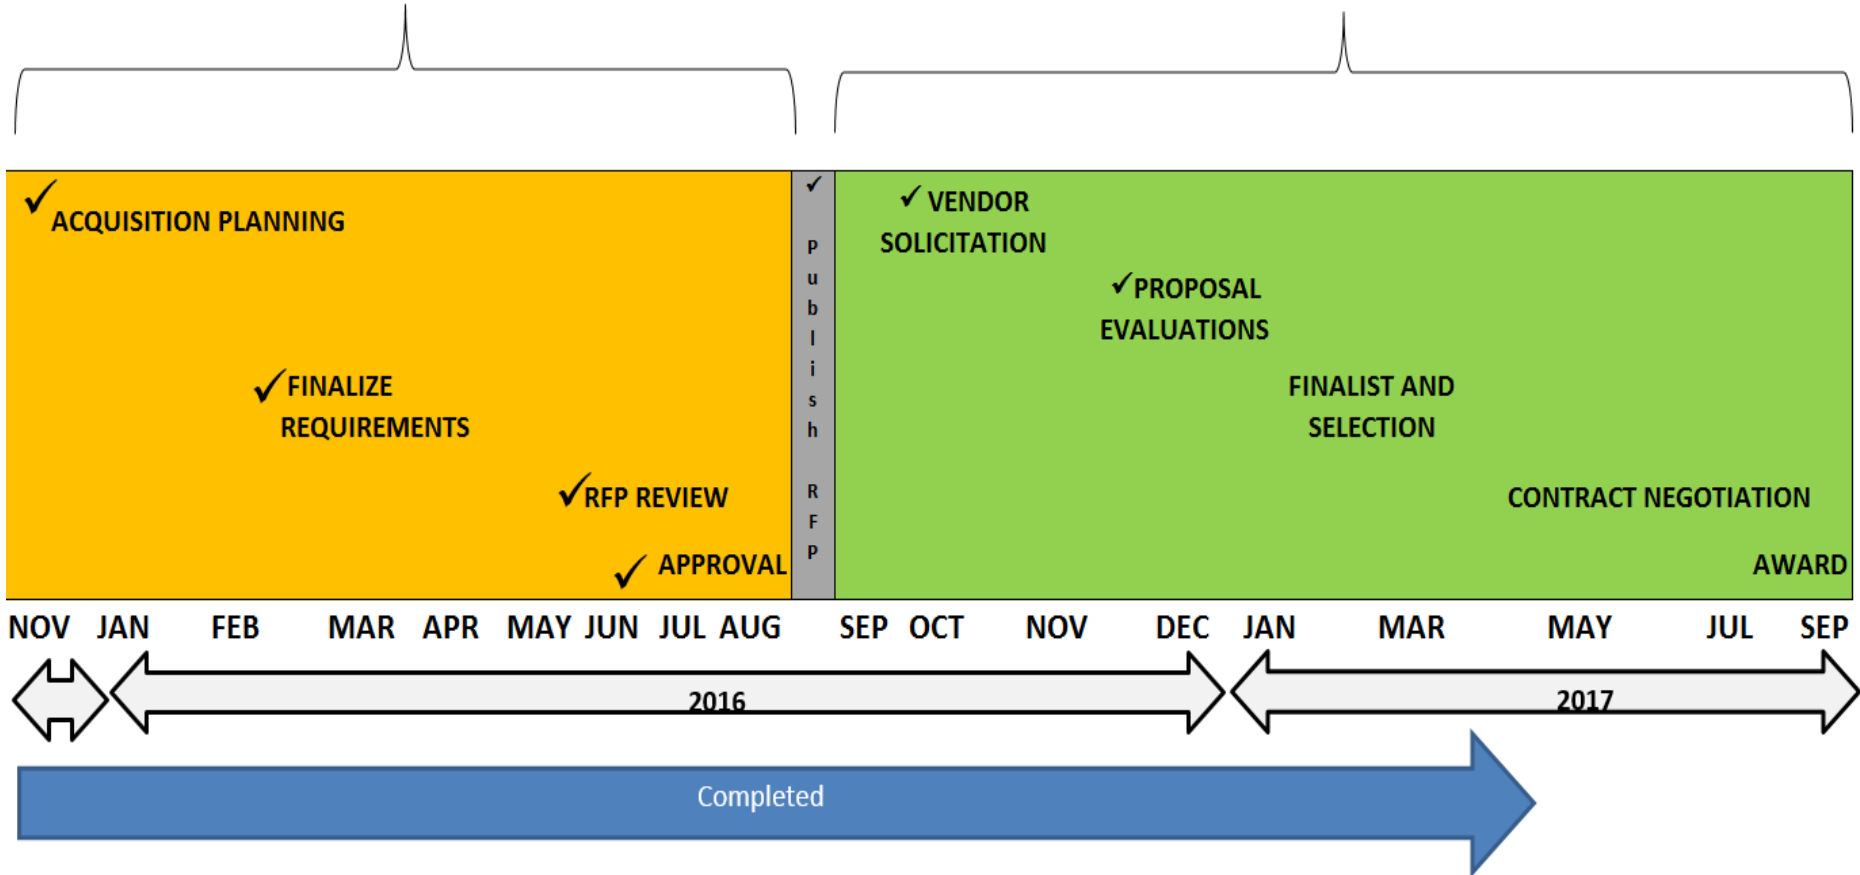 ✓ ACQUISITION PLANNING
✓ FINALIZE
REQUIREMENTS
✓ RFP REVIEW
✓ APPROVAL
✓ Publish RFP
✓ VENDOR
SOLICITATION
✓ PROPOSAL
EVALUATIONS
FINALIST AND
SELECTION
CONTRACT NEGOTIATION
AWARD
NOV JAN FEB MAR APR MAY JUN JUL AUG SEP OCT NOV DEC JAN MAR MAY JUL SEP
2016 2017
Completed